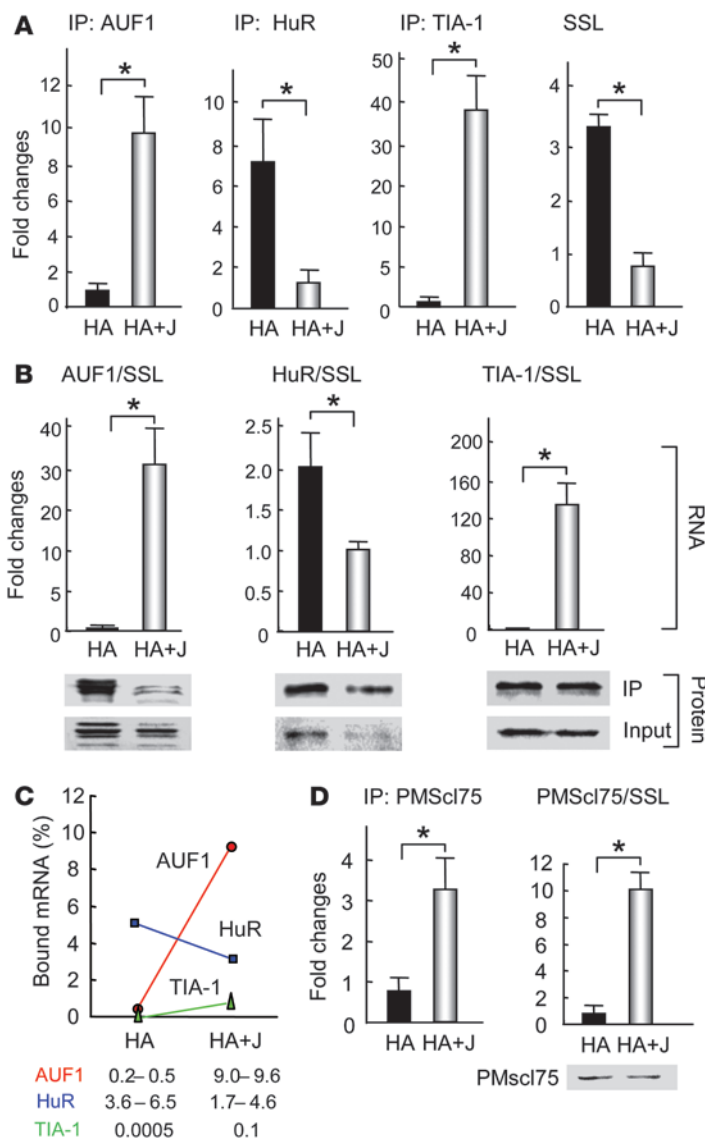 A
IP: AUF1 IP: HuR IP: TIA-1 SSL
Fold changes
12
10
8
6
4
2
0
*
HA HA+J
10
8
6
4
2
0
*
HA HA+J
50
40
30
20
10
5
0
*
HA HA+J
4
3
2
1
0
*
HA HA+J
B
AUF1/SSL HuR/SSL TIA-1/SSL
Fold changes
40
30
20
10
5
0
*
HA HA+J
2.5
2.0
1.5
1.0
0.5
0
*
HA HA+J
200
160
120
80
40
0
*
HA HA+J
RNA
IP
Input
Protein
C
Bound mRNA (%)
12
10
8
6
4
2
0
AUF1
HuR
TIA-1
HA HA+J
AUF1 0.2–0.5 9.0–9.6
HuR 3.6–6.5 1.7–4.6
TIA-1 0.0005 0.1
D
IP: PMScl75 PMScl75/SSL
Fold changes
4
3
2
1
0
*
HA HA+J
12
10
8
6
4
2
0
*
HA HA+J
PMscl75